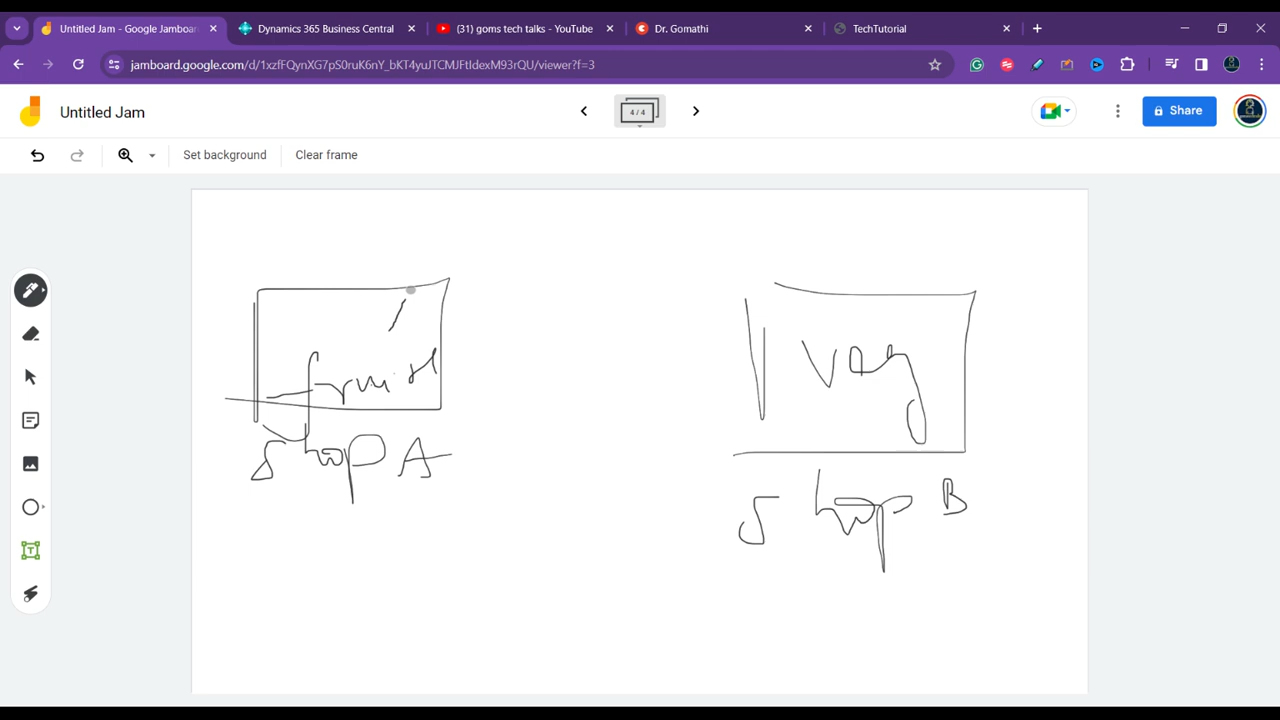 Untitled Jam - Google Jamboar
Dynamics 365 Business Central
(31) goms tech talks - YouTube
Dr. Gomathi
TechTutorial
jamboard.google.com/d/1xzfFQynXG7pS0ruK6nY_bKT4yuJTCMJFtIdexM93rQU/viewer?f=3
Untitled Jam
4 / 4
Share
Set background
Clear frame
veg
shop A
shop B